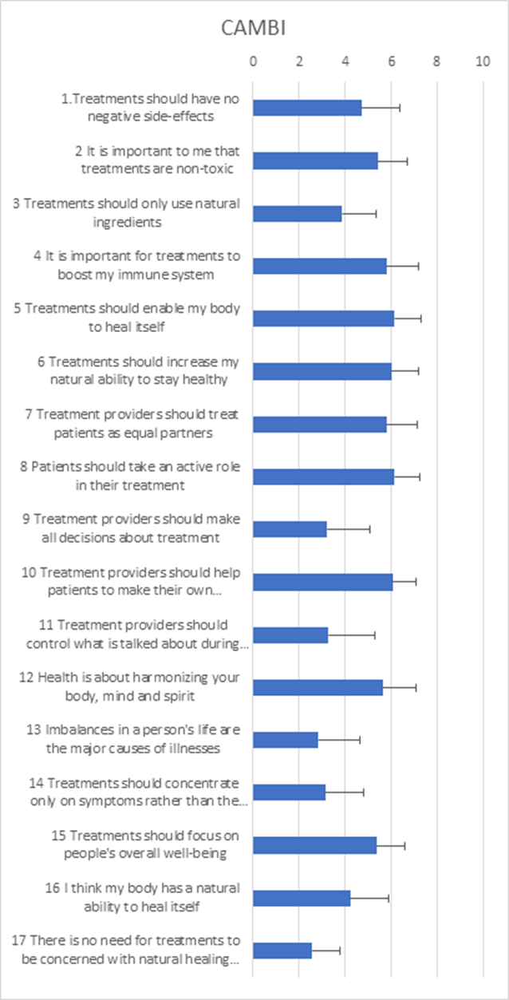 CAMBI
0 2 4 6 8 10
1.Treatments should have no
negative side-effects
2 It is important to me that
treatments are non-toxic
3 Treatments should only use natural
ingredients
4 It is important for treatments to
boost my immune system
5 Treatments should enable my body
to heal itself
6 Treatments should increase my
natural ability to stay healthy
7 Treatment providers should treat
patients as equal partners
8 Patients should take an active role
in their treatment
9 Treatment providers should make
all decisions about treatment
10 Treatment providers should help
patients to make their own...
11 Treatment providers should
control what is talked about during...
12 Health is about harmonizing your
body, mind and spirit
13 Imbalances in a person's life are
the major causes of illnesses
14 Treatments should concentrate
only on symptoms rather than the...
15 Treatments should focus on
people's overall well-being
16 I think my body has a natural
ability to heal itself
17 There is no need for treatments to
be concerned with natural healing...